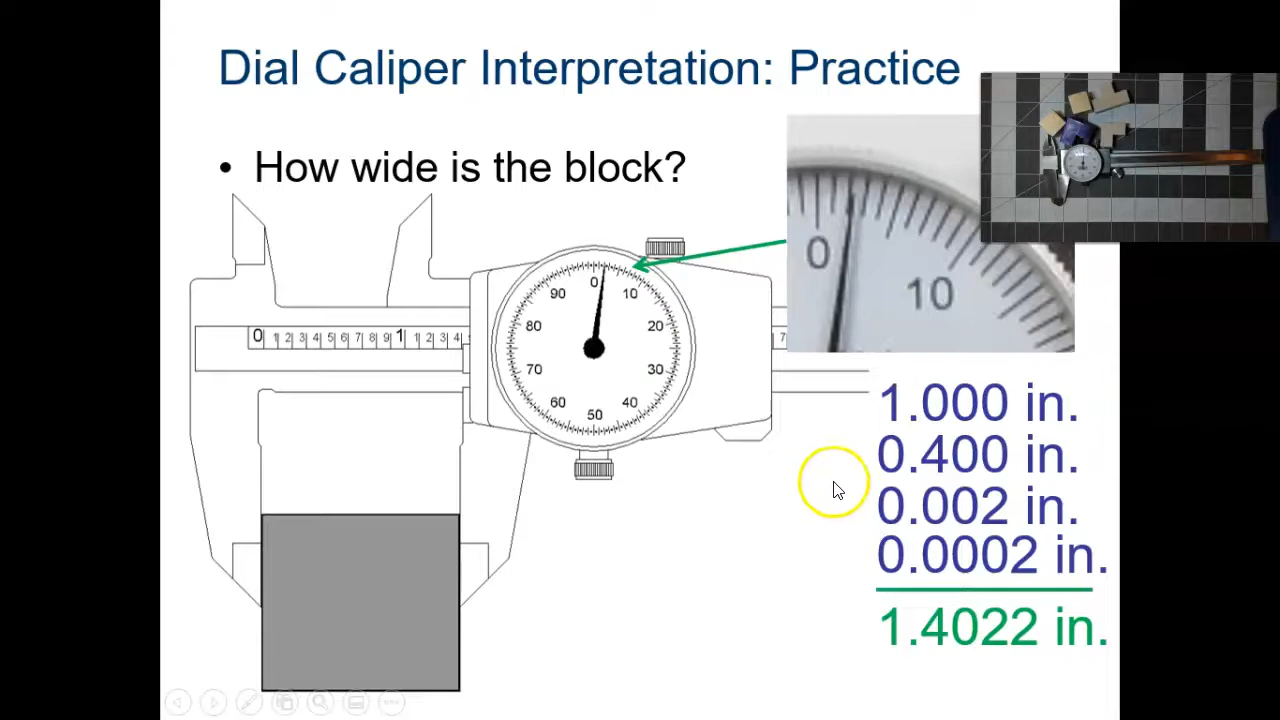 Dial Caliper Interpretation: Practice
• How wide is the block?
0
10
0
10
20
30
40
50
60
70
80
90
0 1 2 3 4 5 6 7 8 9 1 1 2 3 4
7
1.000 in.
0.400 in.
0.002 in.
0.0002 in.
1.4022 in.